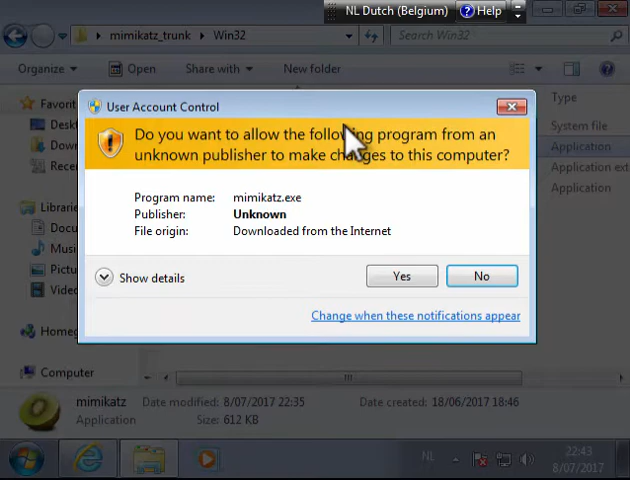 NL Dutch (Belgium) ? Help
mimikatz_trunk Win32 Search Win32
Organize Open Share with New folder ?
Favorit Type
User Account Control
Desk System file
Do you want to allow the following program from an
unknown publisher to make changes to this computer?
Dow Application
Rece Application ext
Application
Program name: mimikatz.exe
Publisher: Unknown
File origin: Downloaded from the Internet
Librarie
Docu
Musi
Pictu
Vide
Show details Yes No
Change when these notifications appear
Homeg
Computer
mimikatz Date modified: 8/07/2017 22:35 Date created: 18/06/2017 18:46
Application Size: 612 KB
NL 22:43
8/07/2017